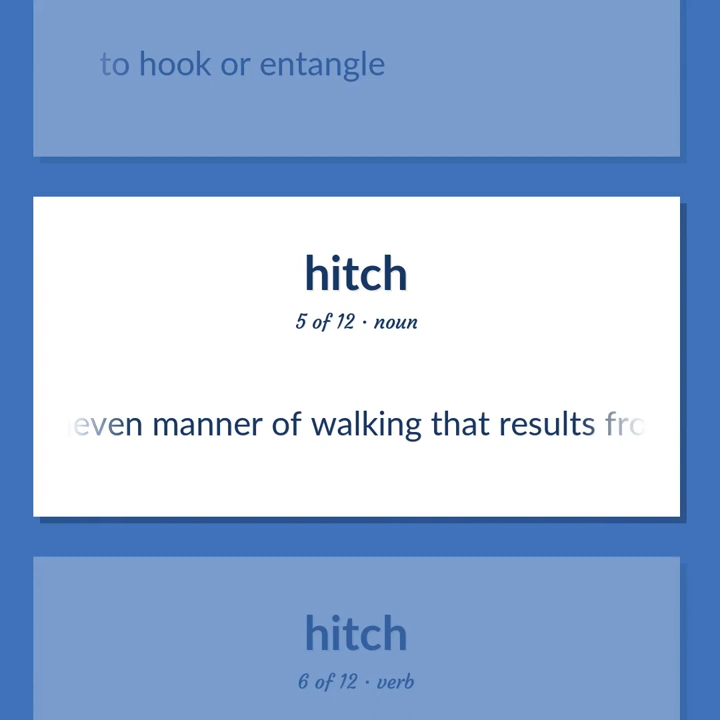 to hook or entangle
hitch
5 of 12 · noun
even manner of walking that results fro
hitch
6 of 12 · verb